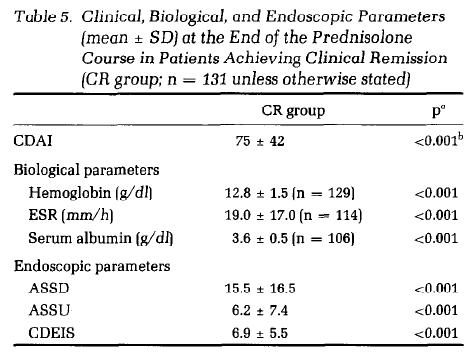 Table 5. Clinical, Biological, and Endoscopic Parameters
(mean ± SD) at the End of the Prednisolone
Course in Patients Achieving Clinical Remission
(CR group; n = 131 unless otherwise stated)
CR group pª
CDAI 75 ± 42 <0.001ᵇ
Biological parameters
Hemoglobin (g/dl) 12.8 ± 1.5 (n = 129) <0.001
ESR (mm/h) 19.0 ± 17.0 (n = 114) <0.001
Serum albumin (g/dl) 3.6 ± 0.5 (n = 106) <0.001
Endoscopic parameters
ASSD 15.5 ± 16.5 <0.001
ASSU 6.2 ± 7.4 <0.001
CDEIS 6.9 ± 5.5 <0.001